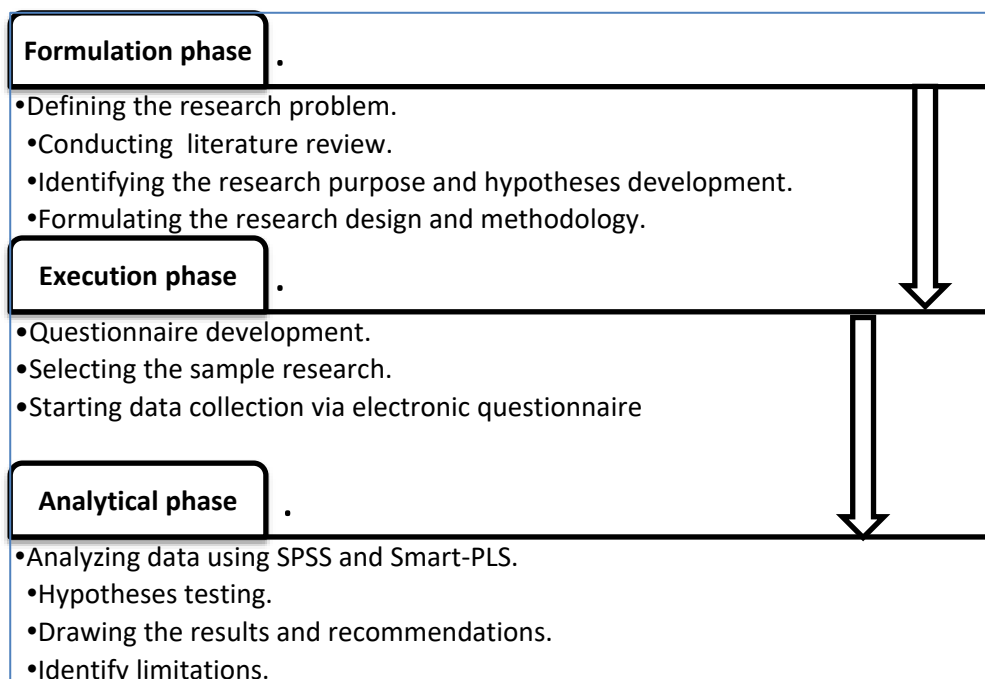 Formulation phase .
•Defining the research problem.
•Conducting literature review.
•Identifying the research purpose and hypotheses development.
•Formulating the research design and methodology.
Execution phase .
•Questionnaire development.
•Selecting the sample research.
•Starting data collection via electronic questionnaire
Analytical phase .
•Analyzing data using SPSS and Smart-PLS.
•Hypotheses testing.
•Drawing the results and recommendations.
•Identify limitations.